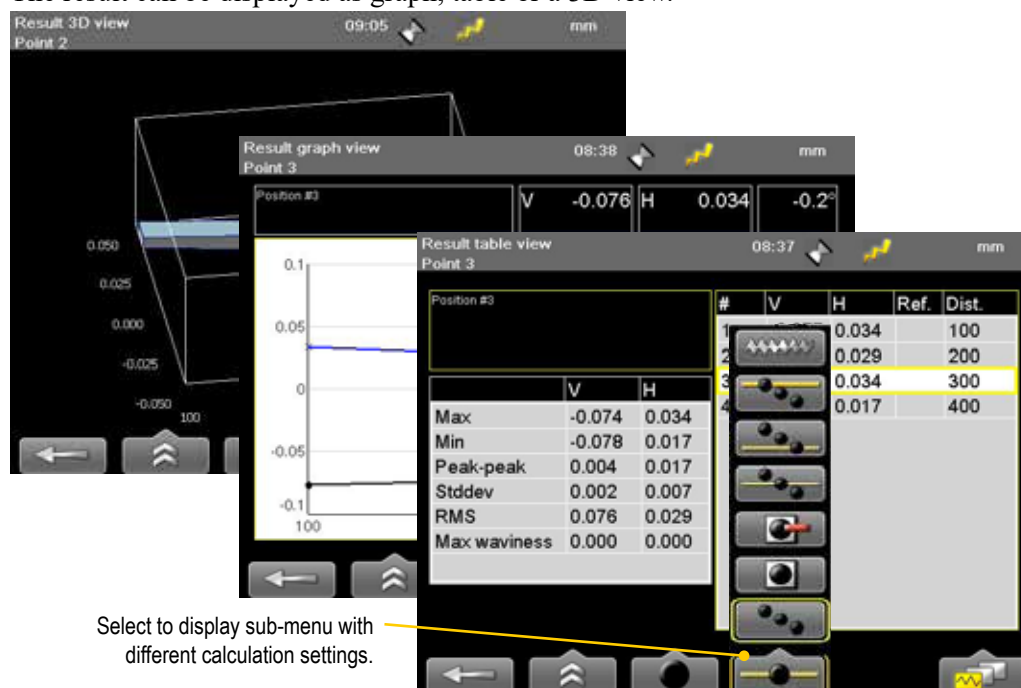 The result can be displayed as graph, table or a 3D view.
Result 3D view
Point 2
09:05
mm
0.050
0.025
0.000
-0.025
-0.050
100
Result graph view
Point 3
08:38
mm
Position #3
V -0.076 H 0.034 -0.2°
0.1
0.05
0
-0.05
-0.1
100
Result table view
Point 3
08:37
mm
Position #3
V H
Max -0.074 0.034
Min -0.078 0.017
Peak-peak 0.004 0.017
Stddev 0.002 0.007
RMS 0.076 0.029
Max waviness 0.000 0.000
# V H Ref. Dist.
1 0.034 100
2 0.029 200
3 0.034 300
4 0.017 400
Select to display sub-menu with
different calculation settings.